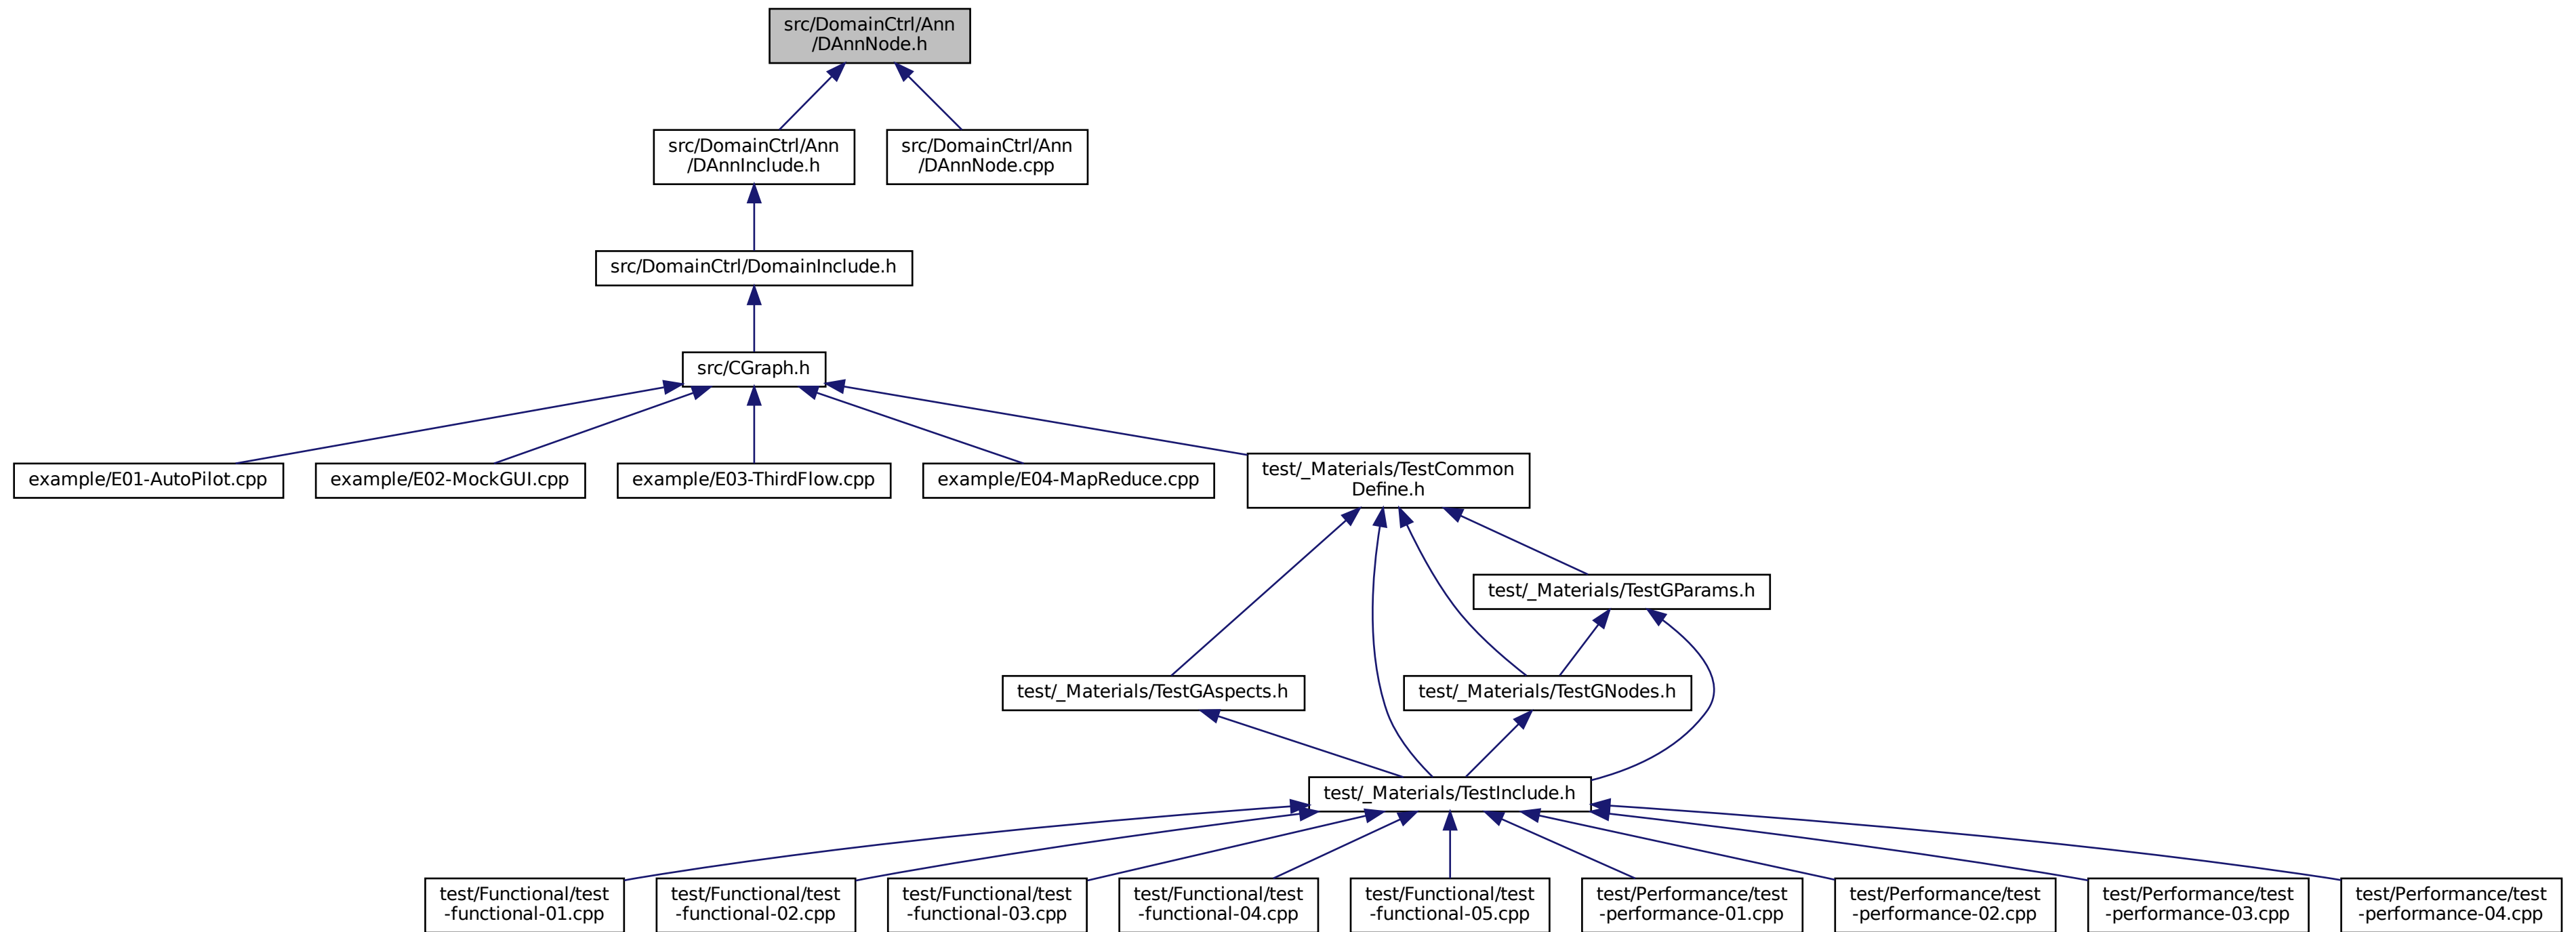 src/DomainCtrl/Ann
/DAnnNode.h
src/DomainCtrl/Ann
/DAnnInclude.h
src/DomainCtrl/Ann
/DAnnNode.cpp
src/DomainCtrl/DomainInclude.h
src/CGraph.h
example/E01-AutoPilot.cpp
example/E02-MockGUI.cpp
example/E03-ThirdFlow.cpp
example/E04-MapReduce.cpp
test/_Materials/TestCommon
Define.h
test/_Materials/TestGParams.h
test/_Materials/TestGAspects.h
test/_Materials/TestGNodes.h
test/_Materials/TestInclude.h
test/Functional/test
-functional-01.cpp
test/Functional/test
-functional-02.cpp
test/Functional/test
-functional-03.cpp
test/Functional/test
-functional-04.cpp
test/Functional/test
-functional-05.cpp
test/Performance/test
-performance-01.cpp
test/Performance/test
-performance-02.cpp
test/Performance/test
-performance-03.cpp
test/Performance/test
-performance-04.cpp